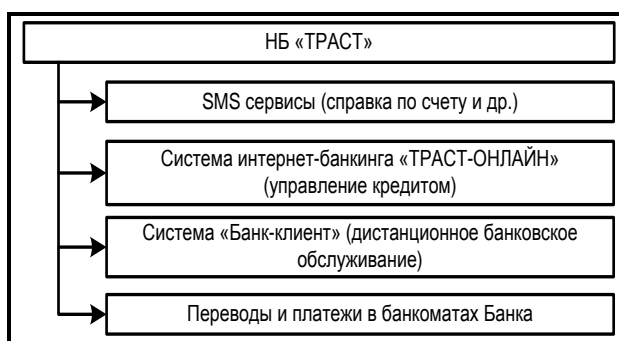 НБ «ТРАСТ»
SMS сервисы (справка по счету и др.)
Система интернет-банкинга «ТРАСТ-ОНЛАЙН»
(управление кредитом)
Система «Банк-клиент» (дистанционное банковское
обслуживание)
Переводы и платежи в банкоматах Банка